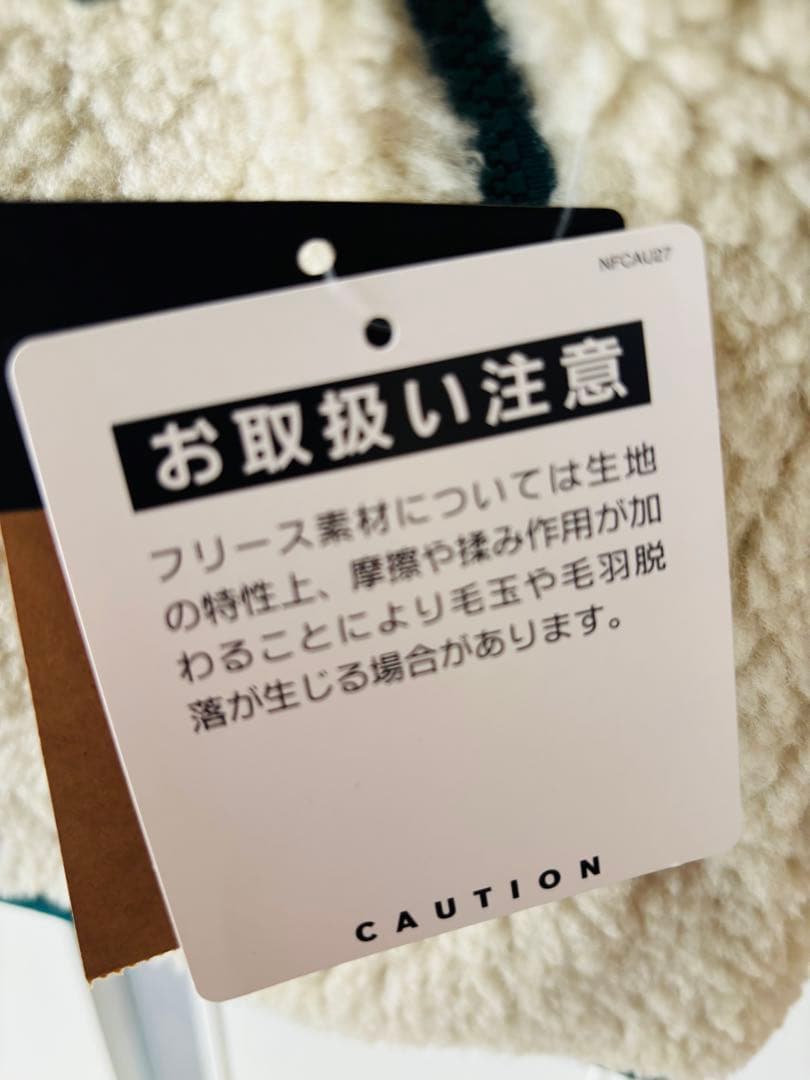 NFCAU27
お取扱い注意
フリース素材については生地
の特性上、摩擦や揉み作用が加
わることにより毛玉や毛羽脱
落が生じる場合があります。
CAUTION